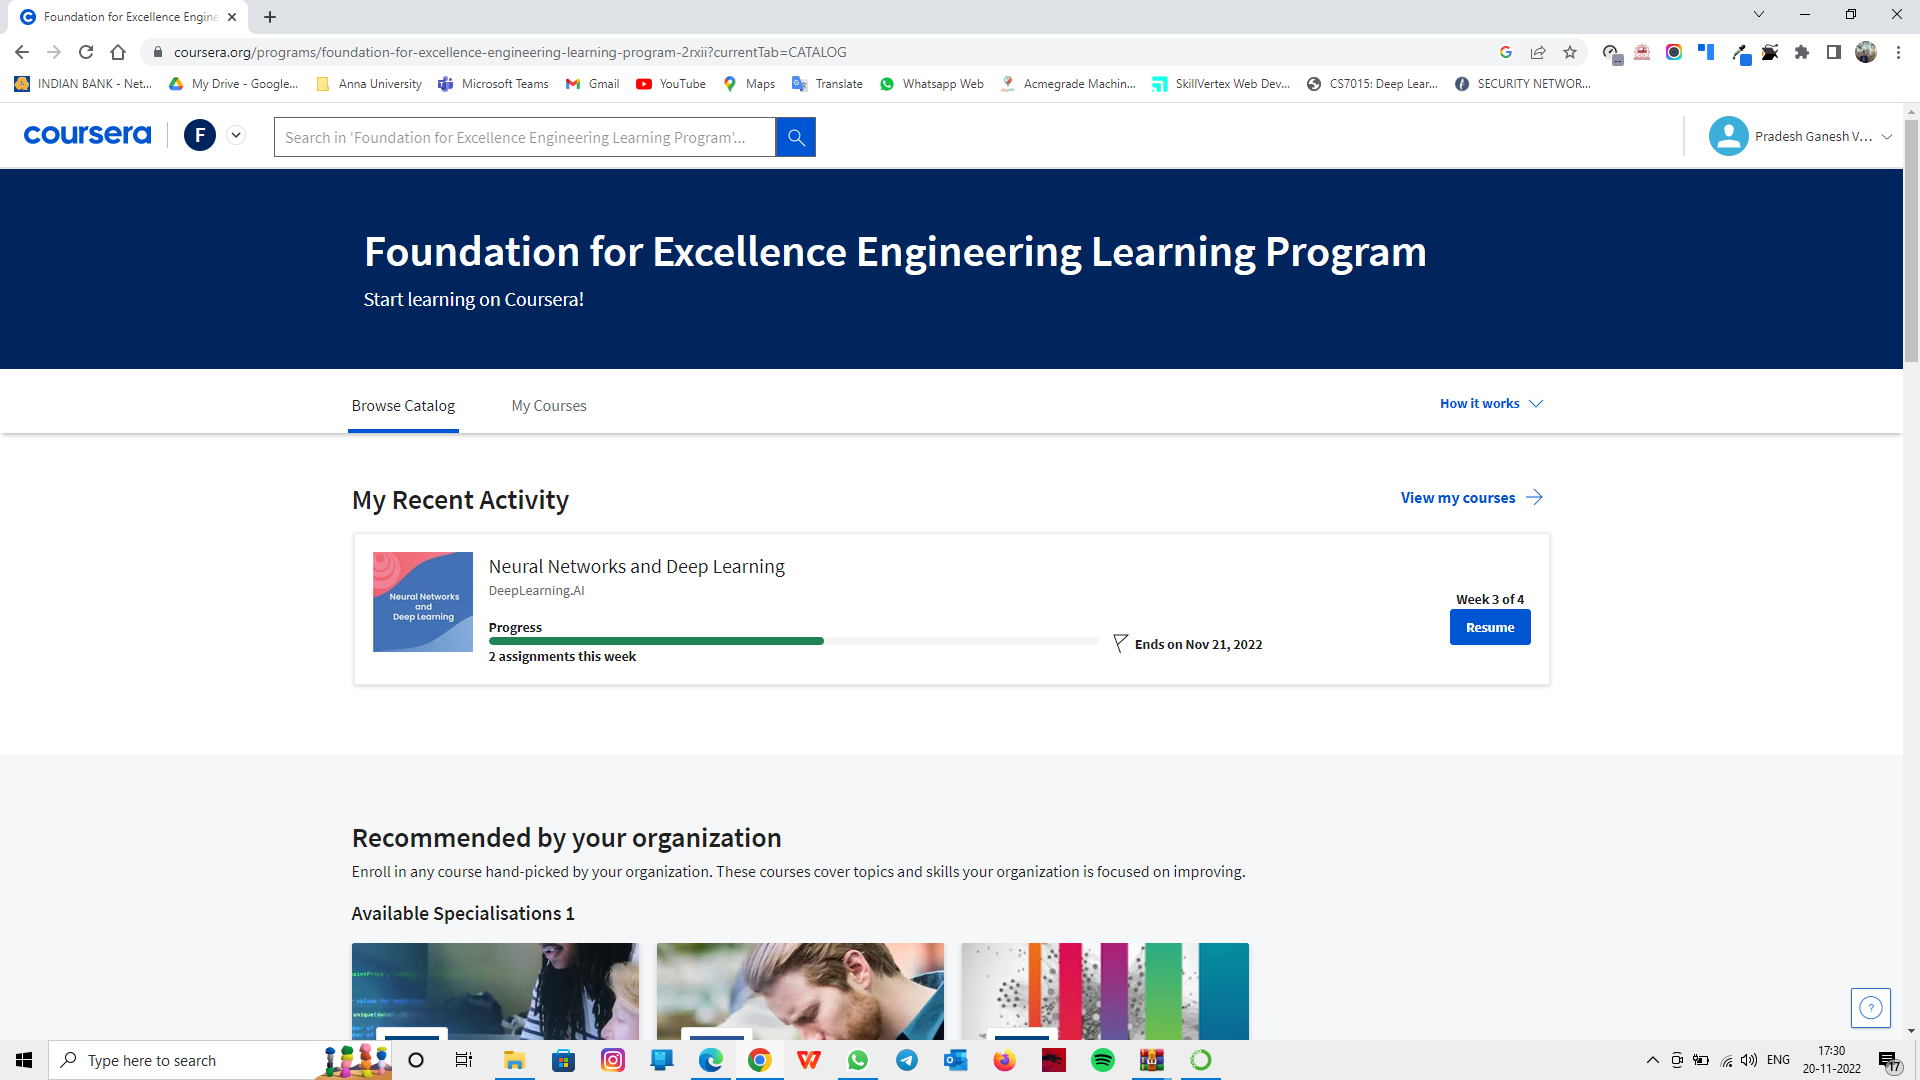 Foundation for Excellence Engine
coursera.org/programs/foundation-for-excellence-engineering-learning-program-2rxii?currentTab=CATALOG
INDIAN BANK - Net... My Drive - Google... Anna University Microsoft Teams Gmail YouTube Maps Translate Whatsapp Web Acmegrade Machin... SkillVertex Web Dev... CS7015: Deep Lear... SECURITY NETWOR...
coursera F Search in 'Foundation for Excellence Engineering Learning Program'... Pradesh Ganesh V...
Foundation for Excellence Engineering Learning Program
Start learning on Coursera!
Browse Catalog My Courses How it works
My Recent Activity View my courses
Neural Networks and Deep Learning
DeepLearning.AI
Neural Networks
and
Deep Learning
Week 3 of 4
Progress
Resume
Ends on Nov 21, 2022
2 assignments this week
Recommended by your organization
Enroll in any course hand-picked by your organization. These courses cover topics and skills your organization is focused on improving.
Available Specialisations 1
?
Type here to search
ENG
17:30
20-11-2022
17